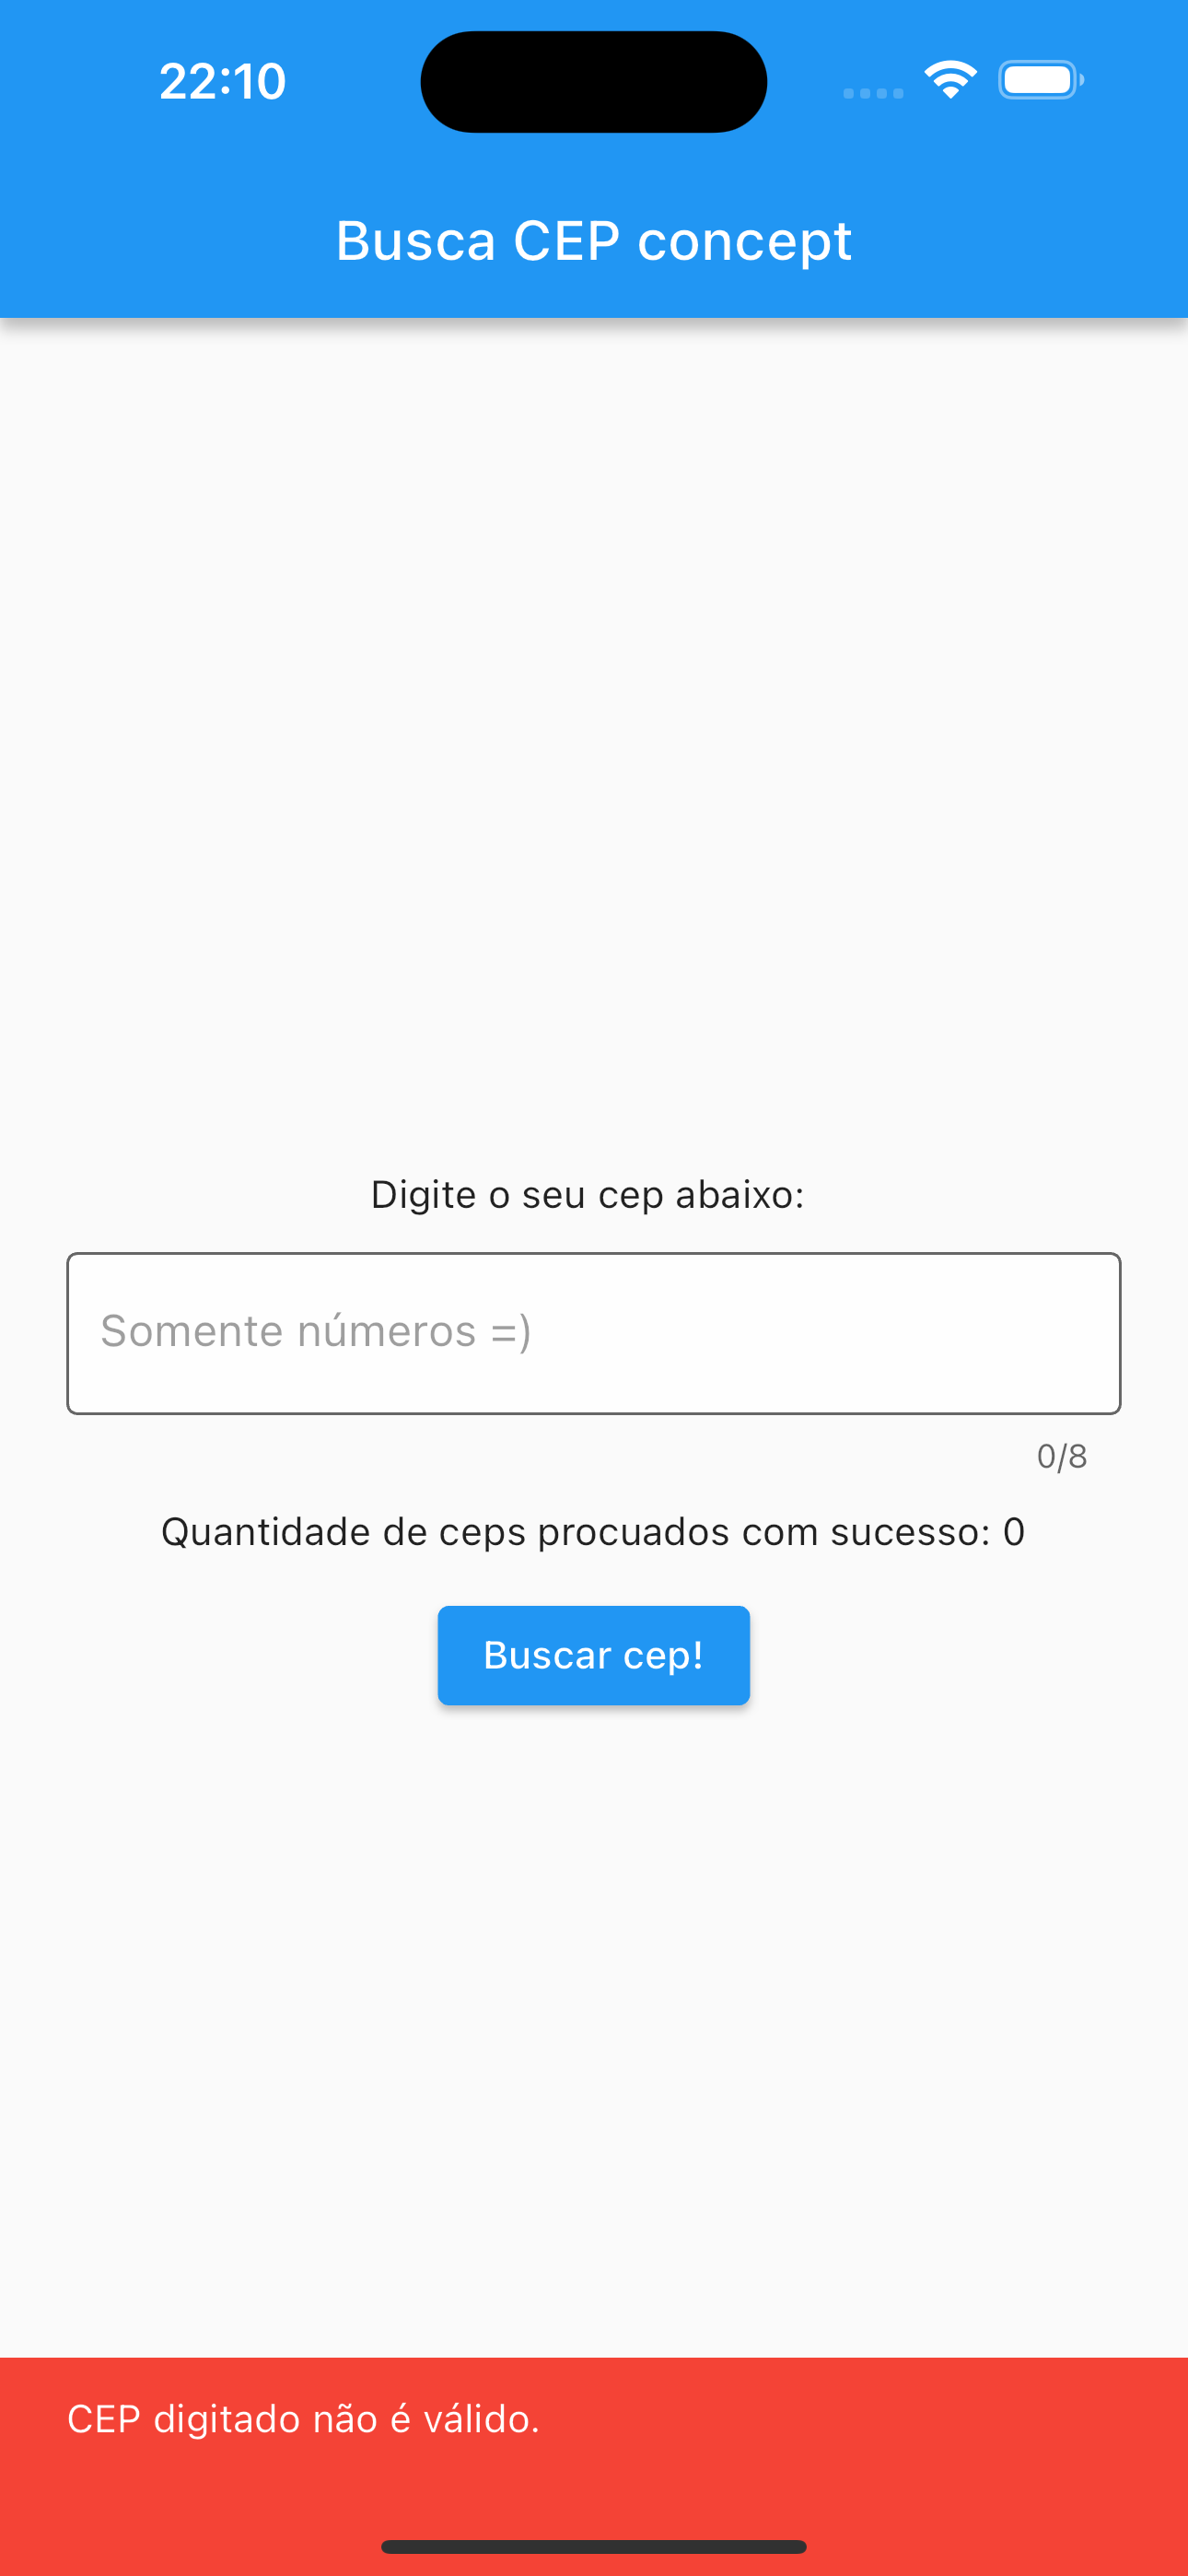 22:10
Busca CEP concept
Digite o seu cep abaixo:
Somente números =)
0/8
Quantidade de ceps procuados com sucesso: 0
Buscar cep!
CEP digitado não é válido.